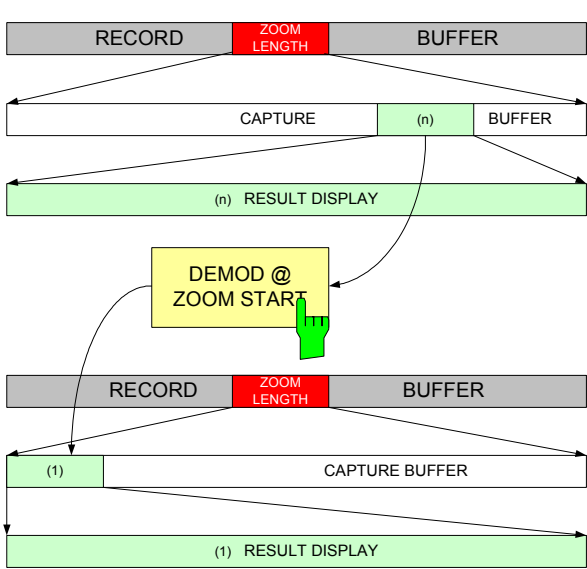 RECORD ZOOM LENGTH BUFFER
CAPTURE (n) BUFFER
(n) RESULT DISPLAY
DEMOD @
ZOOM START
RECORD ZOOM LENGTH BUFFER
(1) CAPTURE BUFFER
(1) RESULT DISPLAY